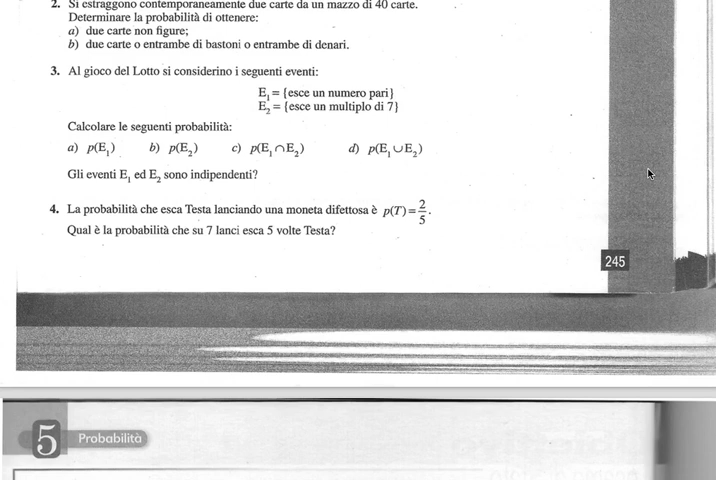 2. Si estraggono contemporaneamente due carte da un mazzo di 40 carte.
Determinare la probabilità di ottenere:
a) due carte non figure;
b) due carte o entrambe di bastoni o entrambe di denari.
3. Al gioco del Lotto si considerino i seguenti eventi:
E₁ = {esce un numero pari}
E₂ = {esce un multiplo di 7}
Calcolare le seguenti probabilità:
a) p(E₁) b) p(E₂) c) p(E₁∩E₂) d) p(E₁∪E₂)
Gli eventi E₁ ed E₂ sono indipendenti?
4. La probabilità che esca Testa lanciando una moneta difettosa è p(T)=2/5.
Qual è la probabilità che su 7 lanci esca 5 volte Testa?
245
5 Probabilità